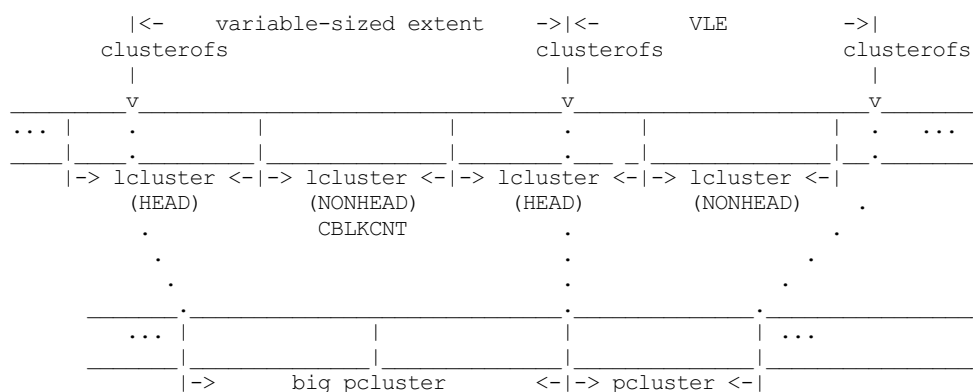 |<-    variable-sized extent    ->|<-      VLE      ->|
clusterofs                        clusterofs              clusterofs
|                                 |                       |
v                                 v                       v
... |    .         |              |        .     |              |  .   ...
|-> lcluster <-|-> lcluster <-|-> lcluster <-|-> lcluster <-|
(HEAD)         (NONHEAD)       (HEAD)         (NONHEAD)
CBLKCNT
... |              |              |              | ...
|->       big pcluster       <-|-> pcluster <-|